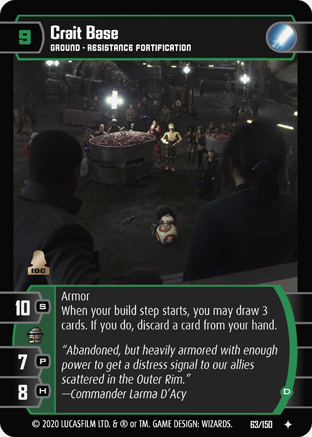 9
Crait Base
GROUND - RESISTANCE FORTIFICATION
IDC
10 S
Armor
When your build step starts, you may draw 3
cards. If you do, discard a card from your hand.
7 P
8 H
“Abandoned, but heavily armored with enough
power to get a distress signal to our allies
scattered in the Outer Rim.”
—Commander Larma D’Acy
D
© 2020 LUCASFILM LTD. & ® or TM. GAME DESIGN: WIZARDS.
63/150